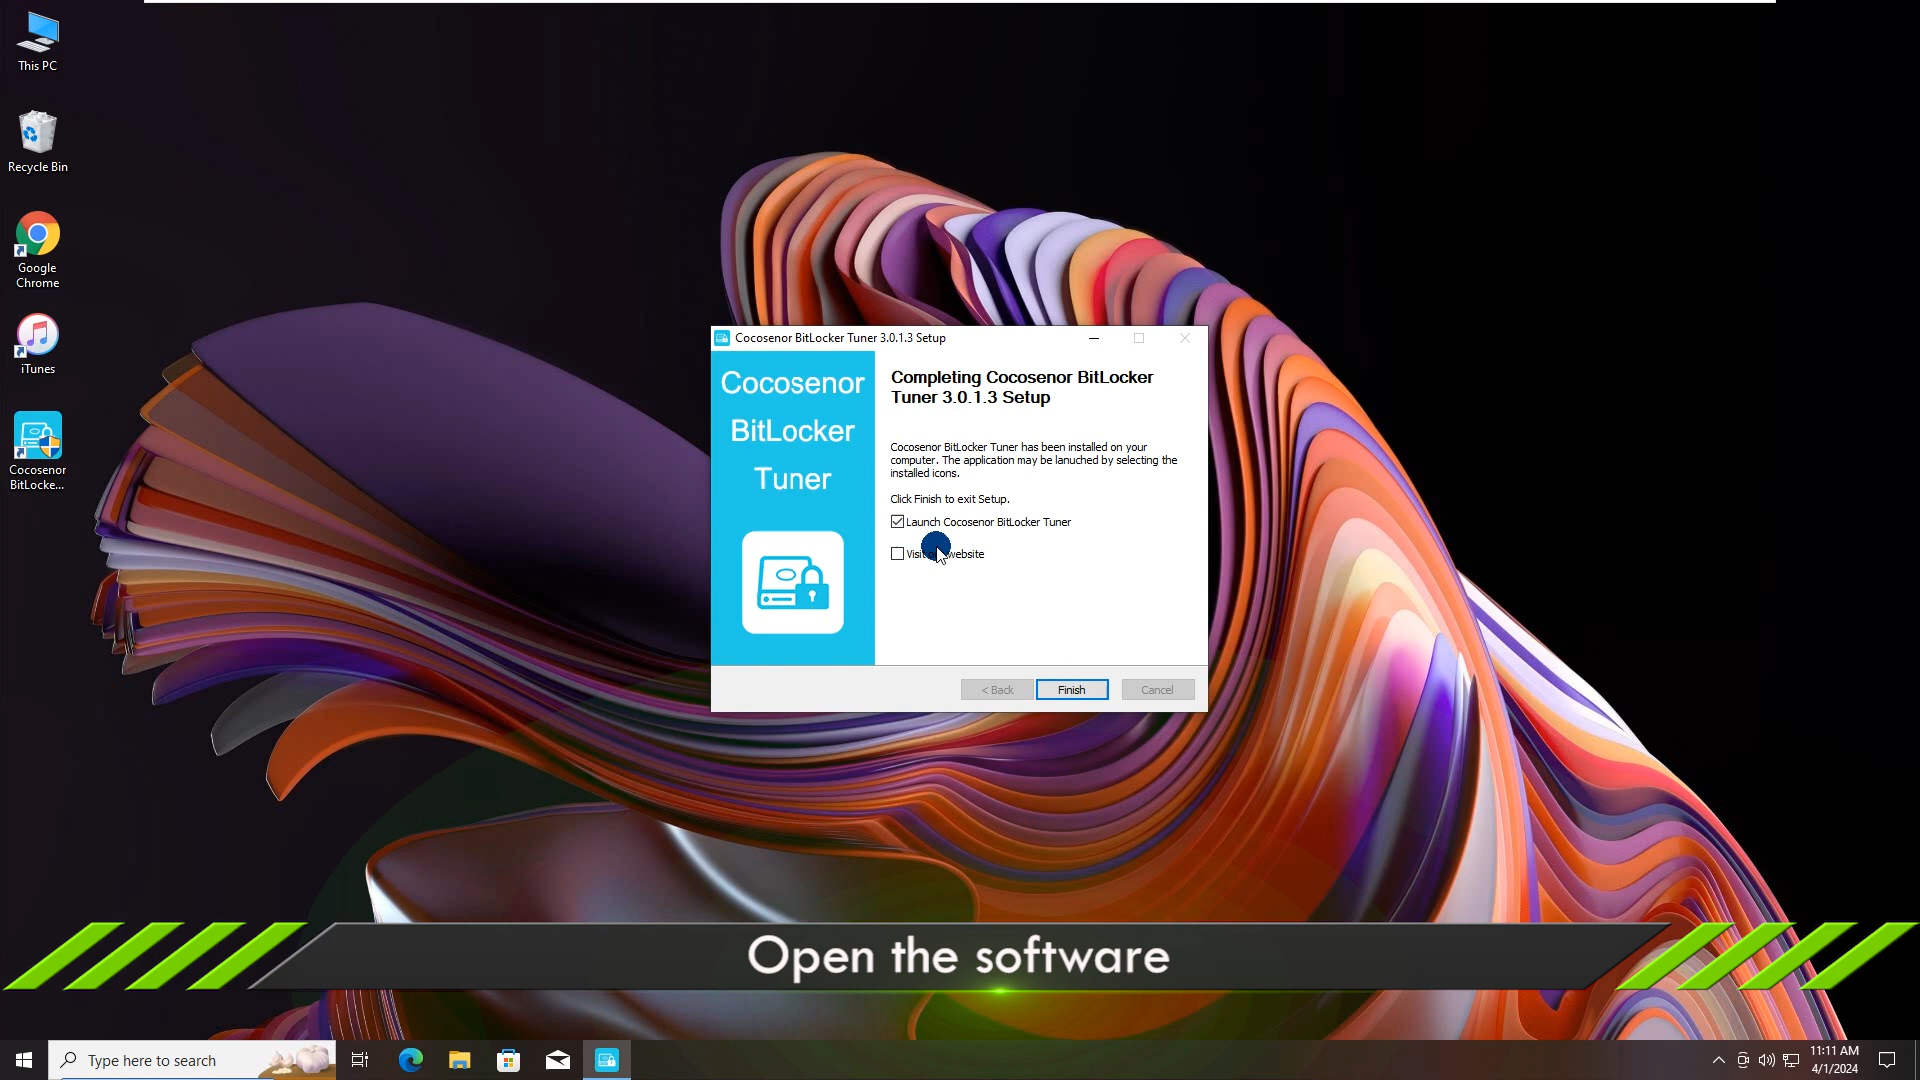 This PC
Recycle Bin
Google
Chrome
iTunes
Cocosenor
BitLocke...
Cocosenor BitLocker Tuner 3.0.1.3 Setup
Cocosenor
BitLocker
Tuner
Completing Cocosenor BitLocker
Tuner 3.0.1.3 Setup
Cocosenor BitLocker Tuner has been installed on your
computer. The application may be lanuched by selecting the
installed icons.
Click Finish to exit Setup.
Launch Cocosenor BitLocker Tuner
Visit website
< Back
Finish
Cancel
Open the software
Type here to search
11:11 AM
4/1/2024